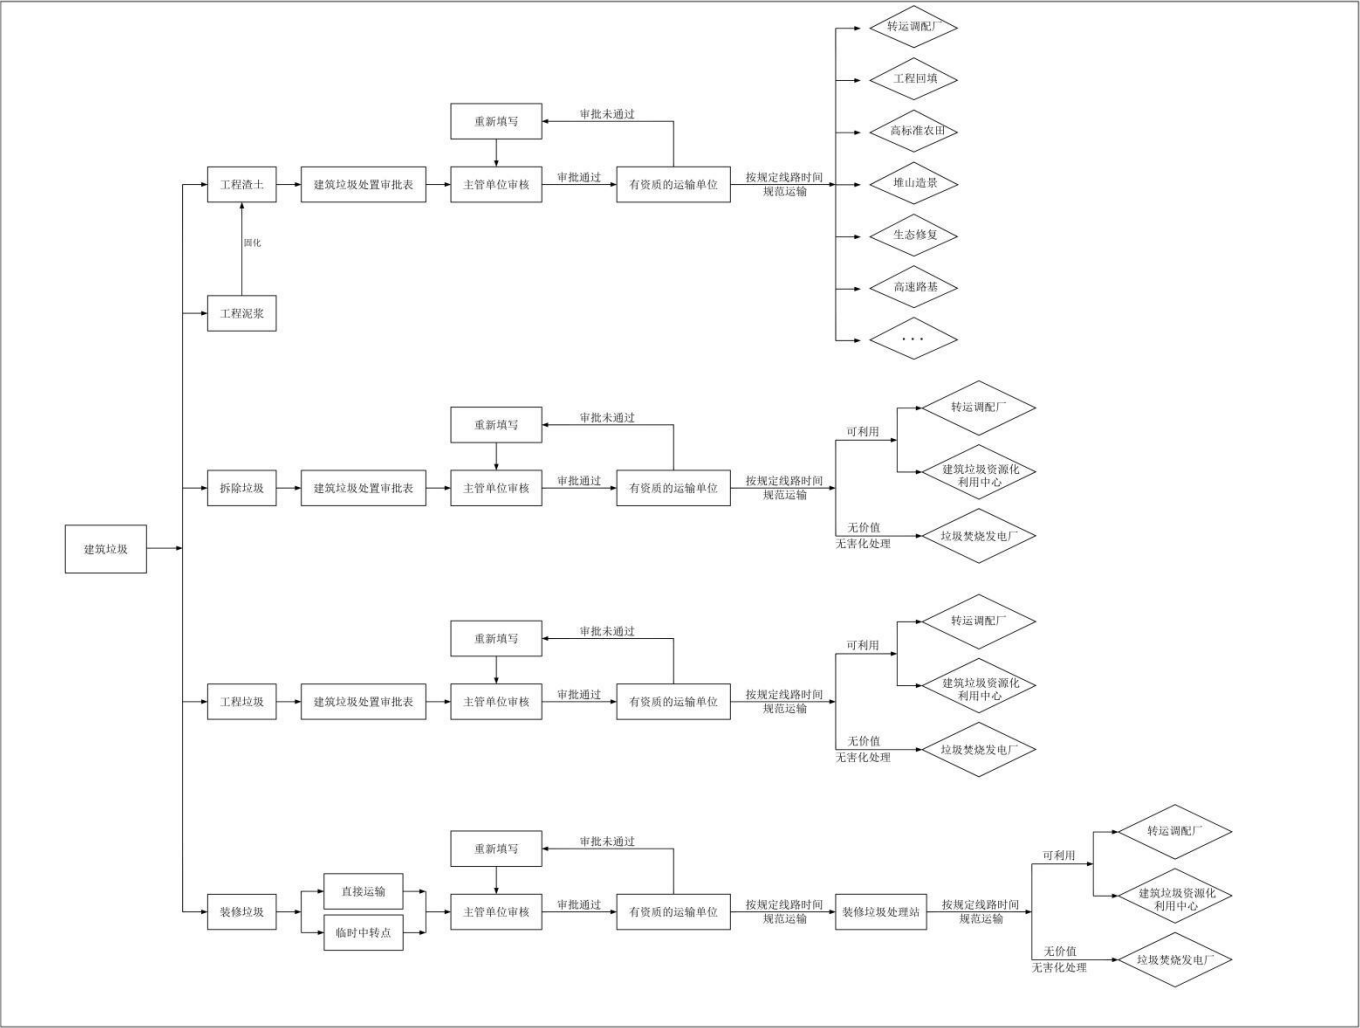 转运调配厂
工程回填
高标准农田
重新填写
审批未通过
工程渣土
建筑垃圾处置审批表
主管单位审核
审批通过
有资质的运输单位
按规定线路时间
规范运输
堆山造景
生态修复
固化
高速路基
工程泥浆
...
重新填写
审批未通过
转运调配厂
可利用
拆除垃圾
建筑垃圾处置审批表
主管单位审核
审批通过
有资质的运输单位
按规定线路时间
规范运输
建筑垃圾资源化
利用中心
无价值
无害化处理
垃圾焚烧发电厂
建筑垃圾
重新填写
审批未通过
转运调配厂
可利用
工程垃圾
建筑垃圾处置审批表
主管单位审核
审批通过
有资质的运输单位
按规定线路时间
规范运输
建筑垃圾资源化
利用中心
无价值
无害化处理
垃圾焚烧发电厂
重新填写
审批未通过
转运调配厂
可利用
装修垃圾
直接运输
临时中转点
主管单位审核
审批通过
有资质的运输单位
按规定线路时间
规范运输
装修垃圾处理站
按规定线路时间
规范运输
建筑垃圾资源化
利用中心
无价值
无害化处理
垃圾焚烧发电厂